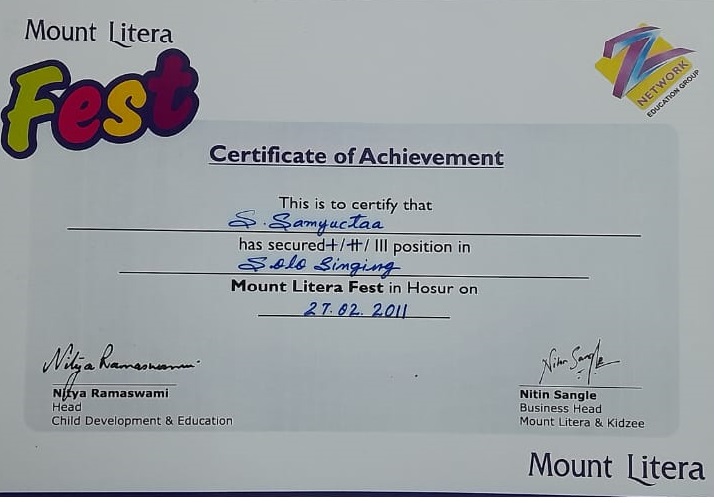 Mount Litera
Fest
Z
NETWORK
EDUCATION GROUP
Certificate of Achievement
This is to certify that
S. Samyuctaa
has secured I / II / III position in
Solo Singing
Mount Litera Fest in Hosur on
27.02.2011
Nitya Ramaswami
Nitin Sangle
Nitya Ramaswami
Head
Child Development & Education
Nitin Sangle
Business Head
Mount Litera & Kidzee
Mount Litera